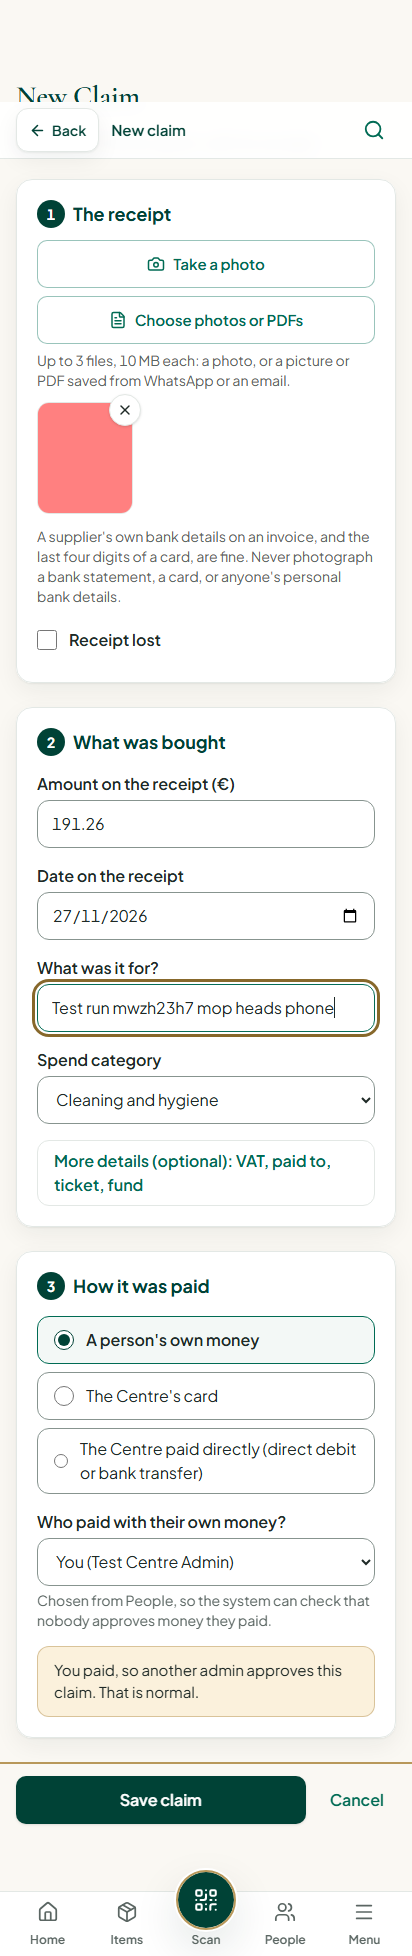 New Claim
Back
New claim
1
The receipt
Take a photo
Choose photos or PDFs
Up to 3 files, 10 MB each: a photo, or a picture or
PDF saved from WhatsApp or an email.
A supplier's own bank details on an invoice, and the
last four digits of a card, are fine. Never photograph
a bank statement, a card, or anyone's personal
bank details.
Receipt lost
2
What was bought
Amount on the receipt (€)
191.26
Date on the receipt
27/11/2026
What was it for?
Test run mwzh23h7 mop heads phone
Spend category
Cleaning and hygiene
More details (optional): VAT, paid to,
ticket, fund
3
How it was paid
A person's own money
The Centre's card
The Centre paid directly (direct debit
or bank transfer)
Who paid with their own money?
You (Test Centre Admin)
Chosen from People, so the system can check that
nobody approves money they paid.
You paid, so another admin approves this
claim. That is normal.
Save claim
Cancel
Home
Items
Scan
People
Menu